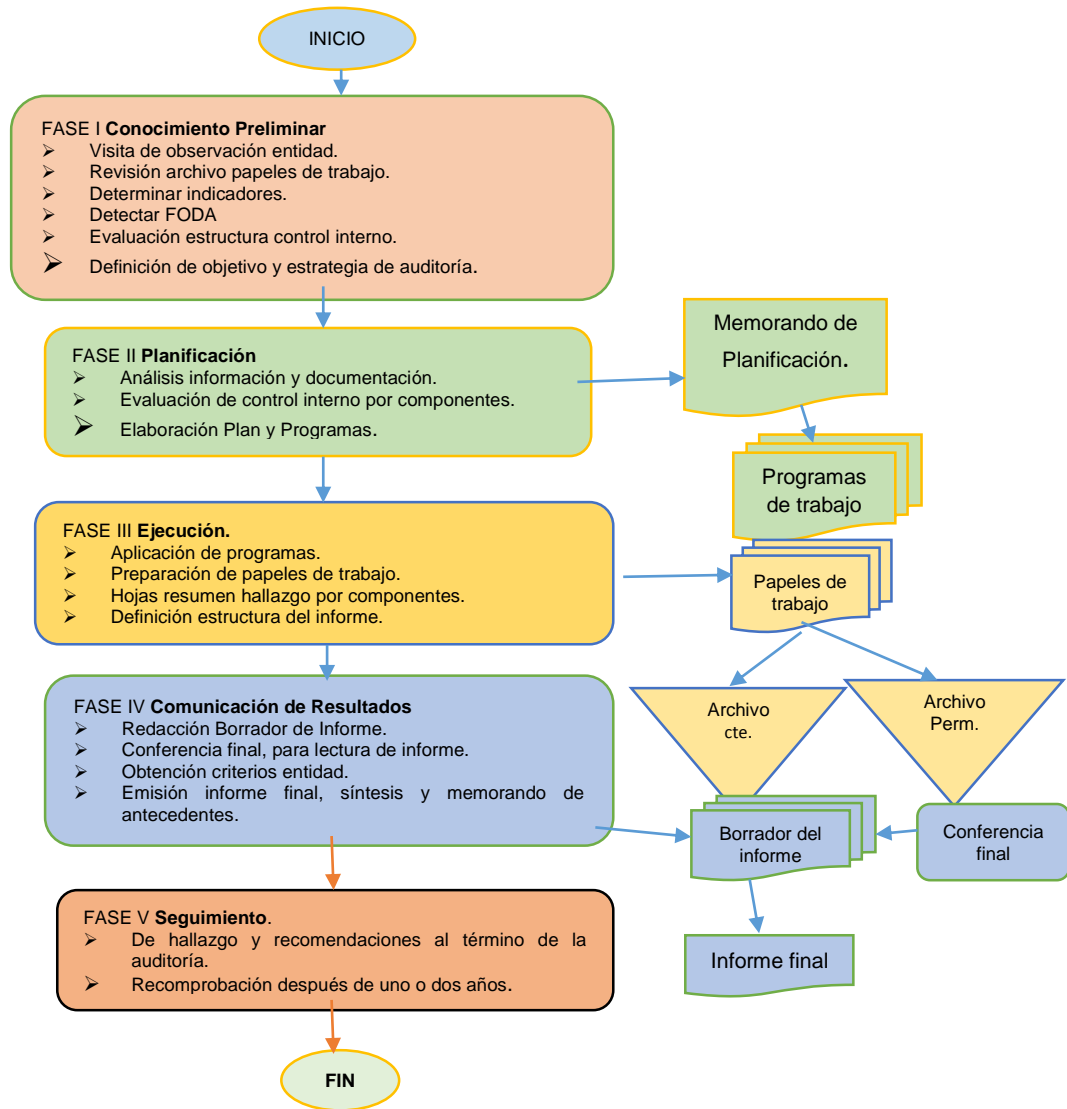 INICIO
FASE I Conocimiento Preliminar
➢ Visita de observación entidad.
➢ Revisión archivo papeles de trabajo.
➢ Determinar indicadores.
➢ Detectar FODA
➢ Evaluación estructura control interno.
➢ Definición de objetivo y estrategia de auditoría.
FASE II Planificación
➢ Análisis información y documentación.
➢ Evaluación de control interno por componentes.
➢ Elaboración Plan y Programas.
Memorando de
Planificación.
Programas
de trabajo
FASE III Ejecución.
➢ Aplicación de programas.
➢ Preparación de papeles de trabajo.
➢ Hojas resumen hallazgo por componentes.
➢ Definición estructura del informe.
Papeles de
trabajo
Archivo
cte.
Archivo
Perm.
FASE IV Comunicación de Resultados
➢ Redacción Borrador de Informe.
➢ Conferencia final, para lectura de informe.
➢ Obtención criterios entidad.
➢ Emisión informe final, síntesis y memorando de
antecedentes.
Borrador del
informe
Conferencia
final
FASE V Seguimiento.
➢ De hallazgo y recomendaciones al término de la
auditoría.
➢ Recomprobación después de uno o dos años.
Informe final
FIN